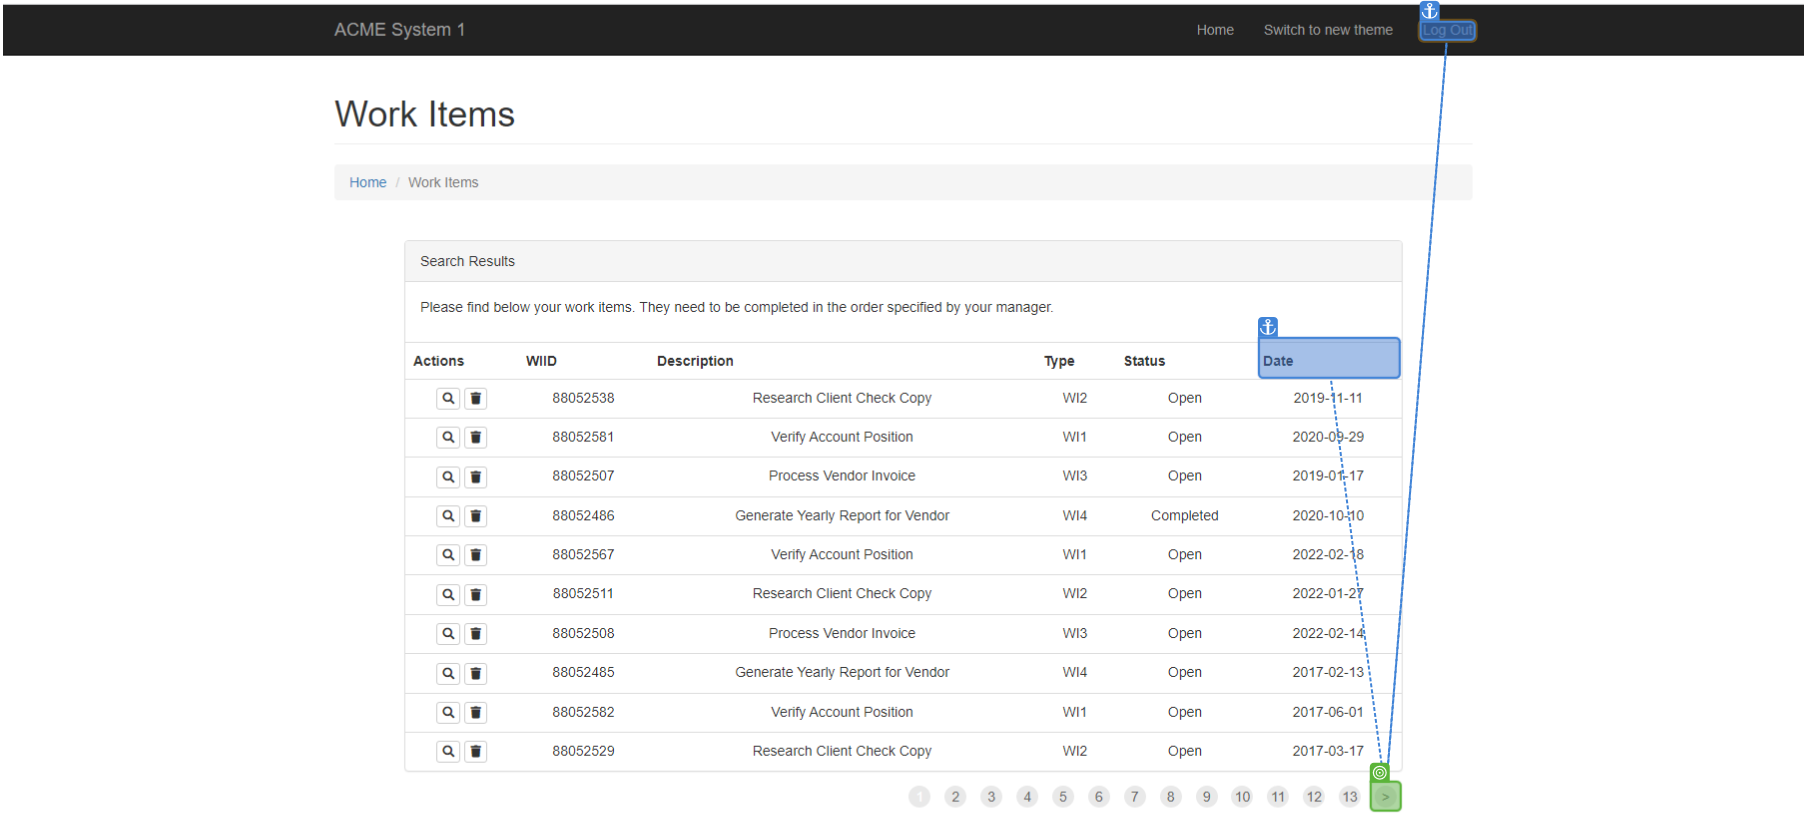 ACME System 1 Home Switch to new theme Log Out
Work Items
Home / Work Items
Search Results
Please find below your work items. They need to be completed in the order specified by your manager.
Actions WIID Description Type Status Date
88052538 Research Client Check Copy WI2 Open 2019-11-11
88052581 Verify Account Position WI1 Open 2020-09-29
88052507 Process Vendor Invoice WI3 Open 2019-01-17
88052486 Generate Yearly Report for Vendor WI4 Completed 2020-10-10
88052567 Verify Account Position WI1 Open 2022-02-18
88052511 Research Client Check Copy WI2 Open 2022-01-27
88052508 Process Vendor Invoice WI3 Open 2022-02-14
88052485 Generate Yearly Report for Vendor WI4 Open 2017-02-13
88052582 Verify Account Position WI1 Open 2017-06-01
88052529 Research Client Check Copy WI2 Open 2017-03-17
1 2 3 4 5 6 7 8 9 10 11 12 13 >